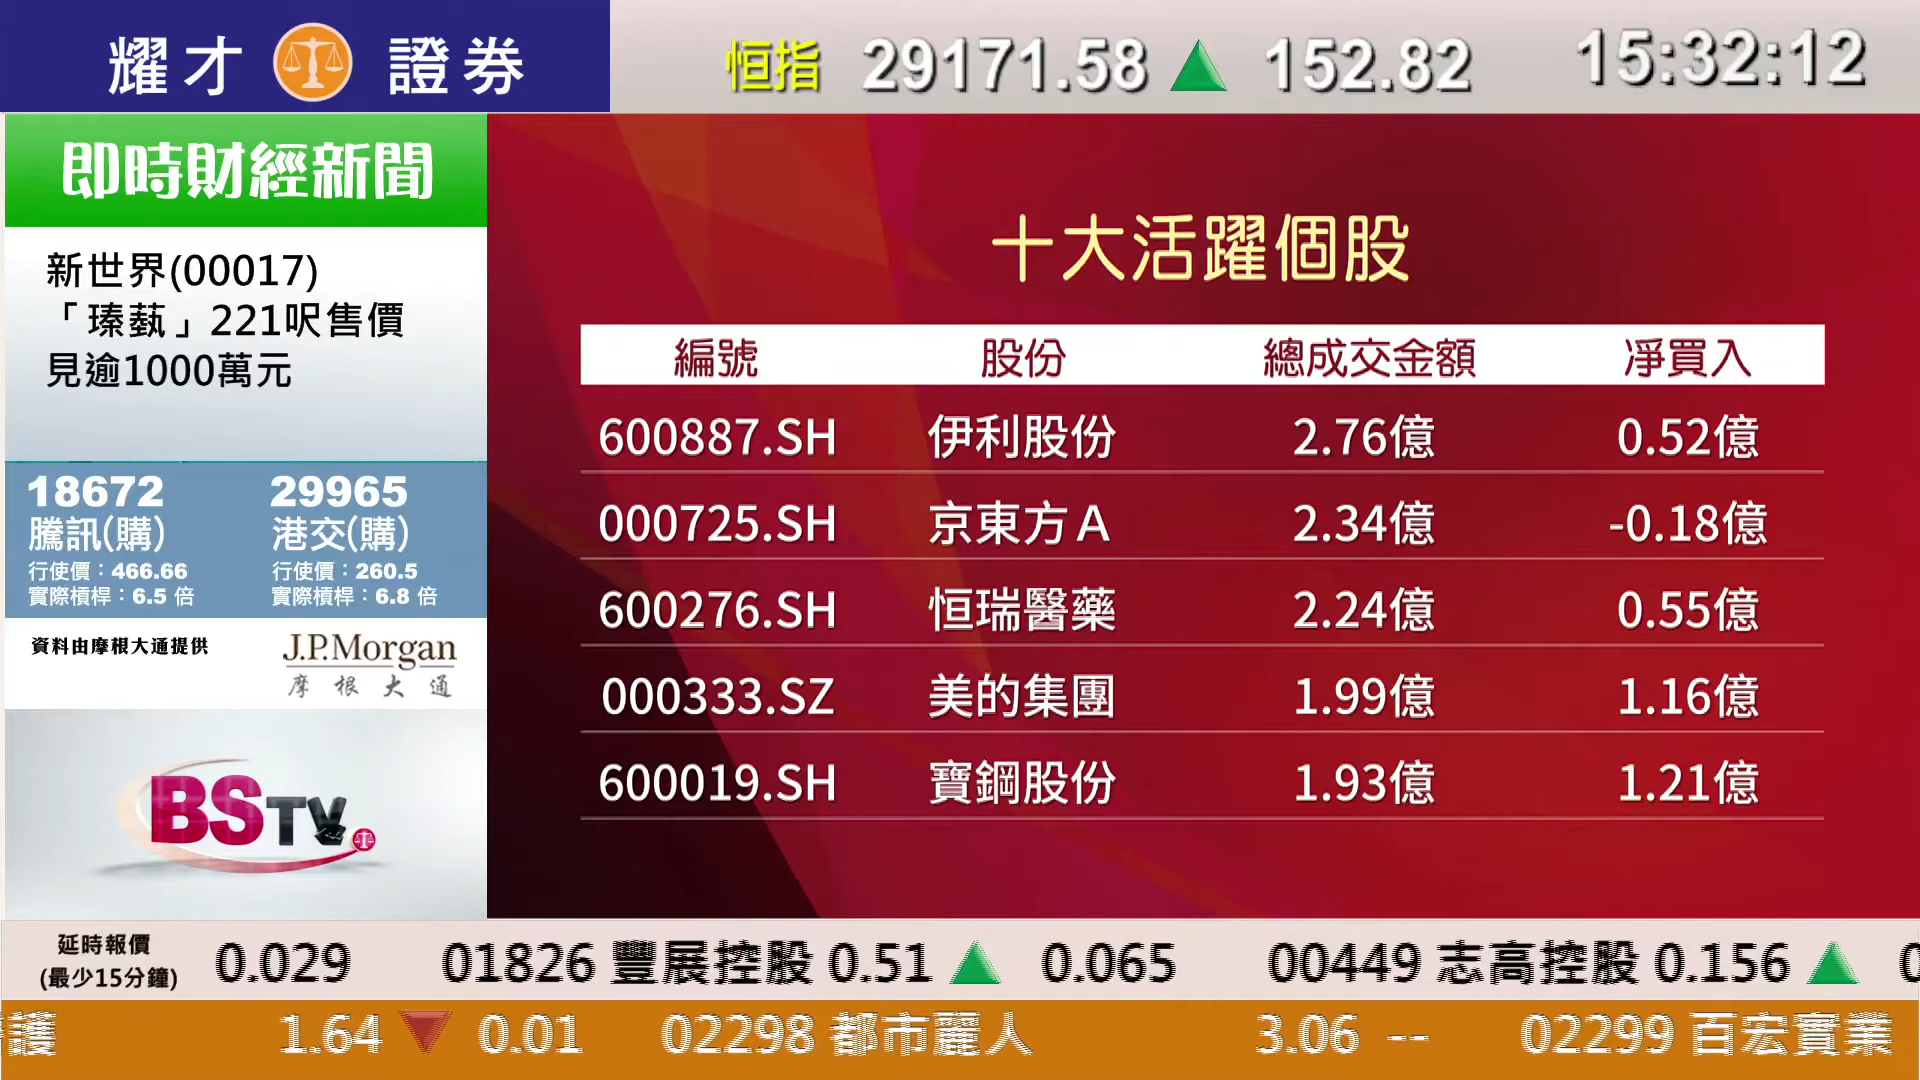 耀才 證券
恒指 29171.58 ▲ 152.82 15:32:12
即時財經新聞
新世界(00017)
「瑧蓺」221呎售價
見逾1000萬元
18672 29965
騰訊(購) 港交(購)
行使價：466.66 行使價：260.5
實際槓桿：6.5 倍 實際槓桿：6.8 倍
資料由摩根大通提供
J.P.Morgan
摩根大通
BSTV
十大活躍個股
編號 股份 總成交金額 淨買入
600887.SH 伊利股份 2.76億 0.52億
000725.SH 京東方A 2.34億 -0.18億
600276.SH 恒瑞醫藥 2.24億 0.55億
000333.SZ 美的集團 1.99億 1.16億
600019.SH 寶鋼股份 1.93億 1.21億
延時報價
(最少15分鐘)
0.029 01826 豐展控股 0.51 ▲ 0.065 00449 志高控股 0.156 ▲ 0
護 1.64 ▼ 0.01 02298 都市麗人 3.06 -- 02299 百宏實業